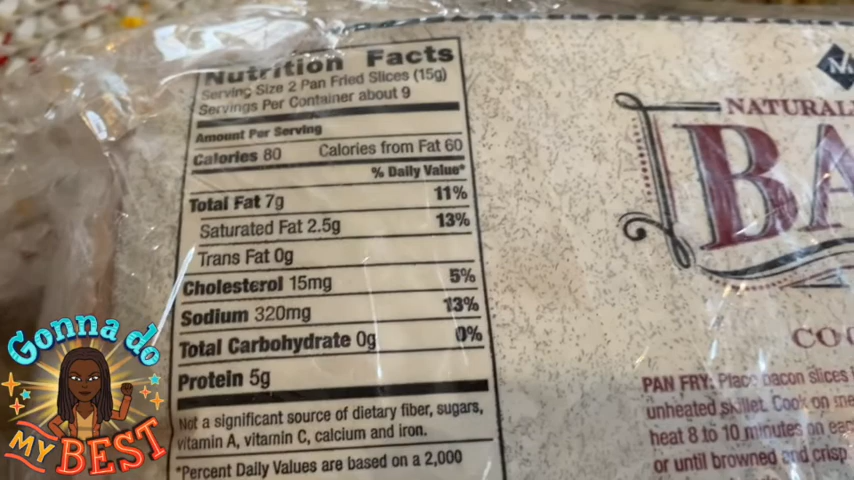 Nutrition Facts
Serving Size 2 Pan Fried Slices (15g)
Servings Per Container about 9
Amount Per Serving
Calories 80 Calories from Fat 60
% Daily Value*
Total Fat 7g 11%
Saturated Fat 2.5g 13%
Trans Fat 0g
Cholesterol 15mg 5%
Sodium 320mg 13%
Total Carbohydrate 0g 0%
Protein 5g
Not a significant source of dietary fiber, sugars,
vitamin A, vitamin C, calcium and iron.
*Percent Daily Values are based on a 2,000
M
NATURAL
BA
COO
PAN FRY: Place bacon slices i
unheated skillet. Cook on me
heat 8 to 10 minutes on eac
or until browned and crisp.
Gonna do
MY BEST